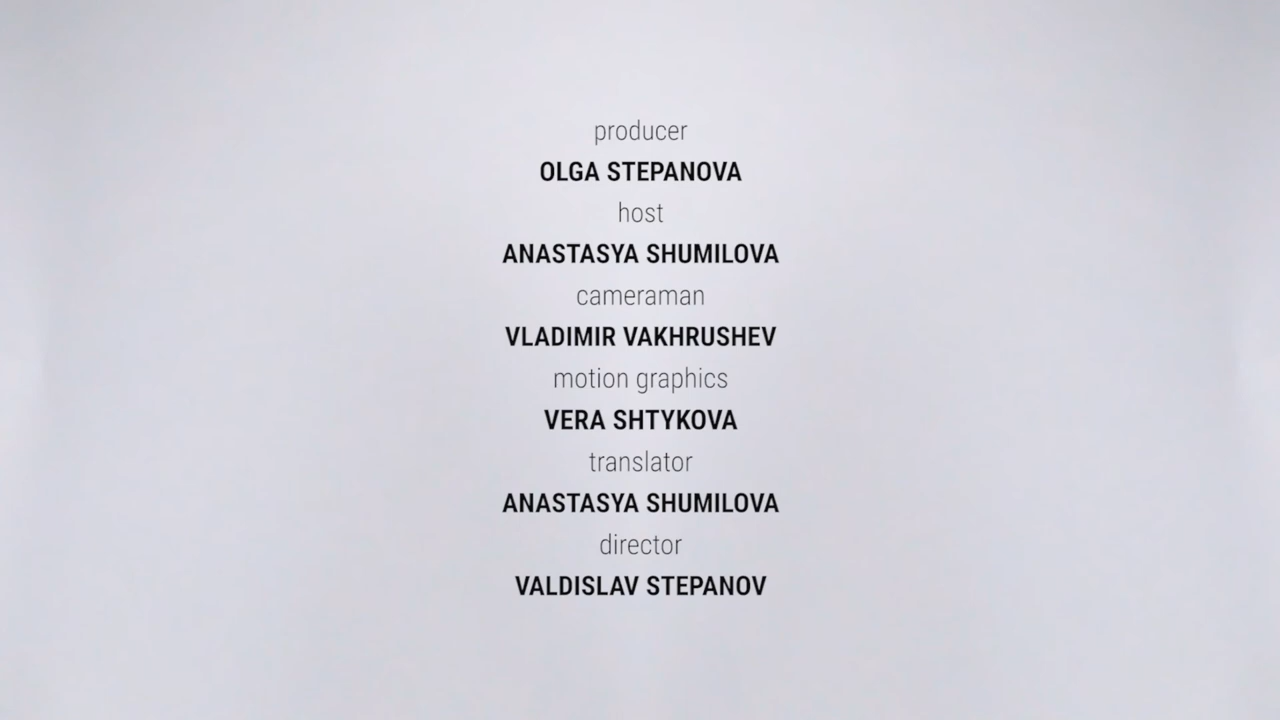 producer
OLGA STEPANOVA
host
ANASTASYA SHUMILOVA
cameraman
VLADIMIR VAKHRUSHEV
motion graphics
VERA SHTYKOVA
translator
ANASTASYA SHUMILOVA
director
VALDISLAV STEPANOV